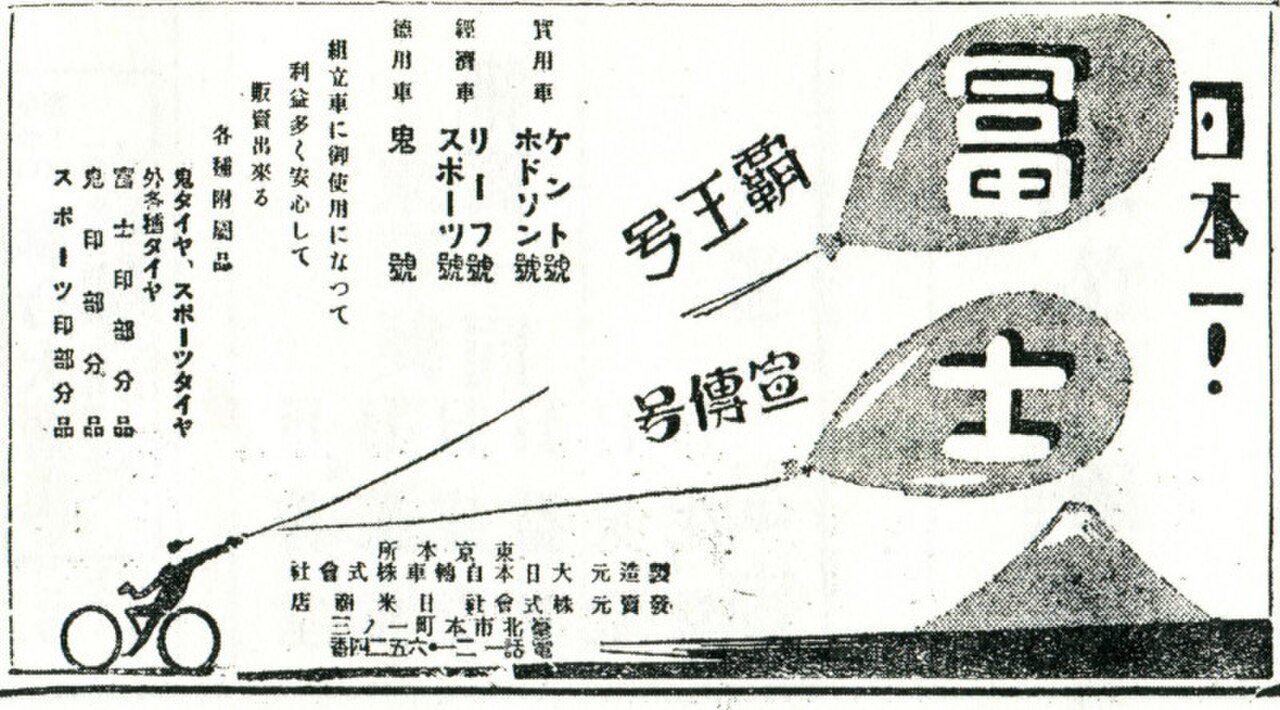 日本一!
富士
霸王号
宣傳号
實用車 ケント號
ホドリン號
經濟車 リーフ號
スポーツ號
徳用車 鬼號
組立車に御使用になつて
利益多く安心して
販賣出來る
各種附屬品
鬼タイヤ、スポーツタイヤ
外各種タイヤ
富士印部分品
鬼印部分品
スポーツ印部分品
東京本所
製造元 大日本自轉車株式會社
發賣元 株式會社 日米商店
臺北市本町一ノ三
電話一二一・六五二四番